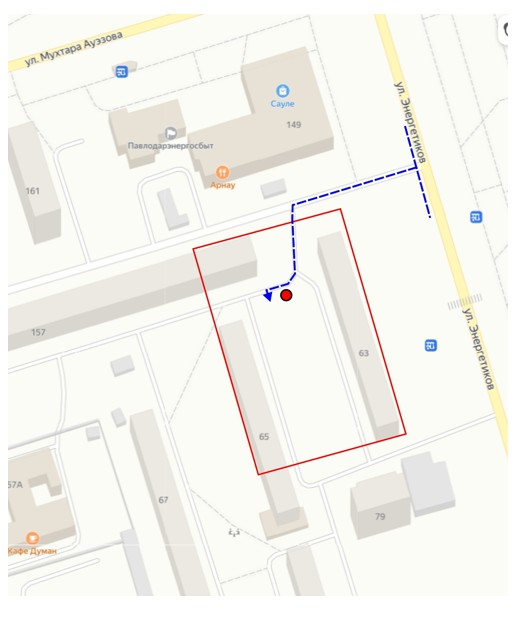 ул. Мухтара Ауэзова
Сауле
149
ул. Энергетиков
Павлодарэнергосбыт
Арнау
161
157
63
ул. Энергетиков
65
67
57А
79
Кафе Думан